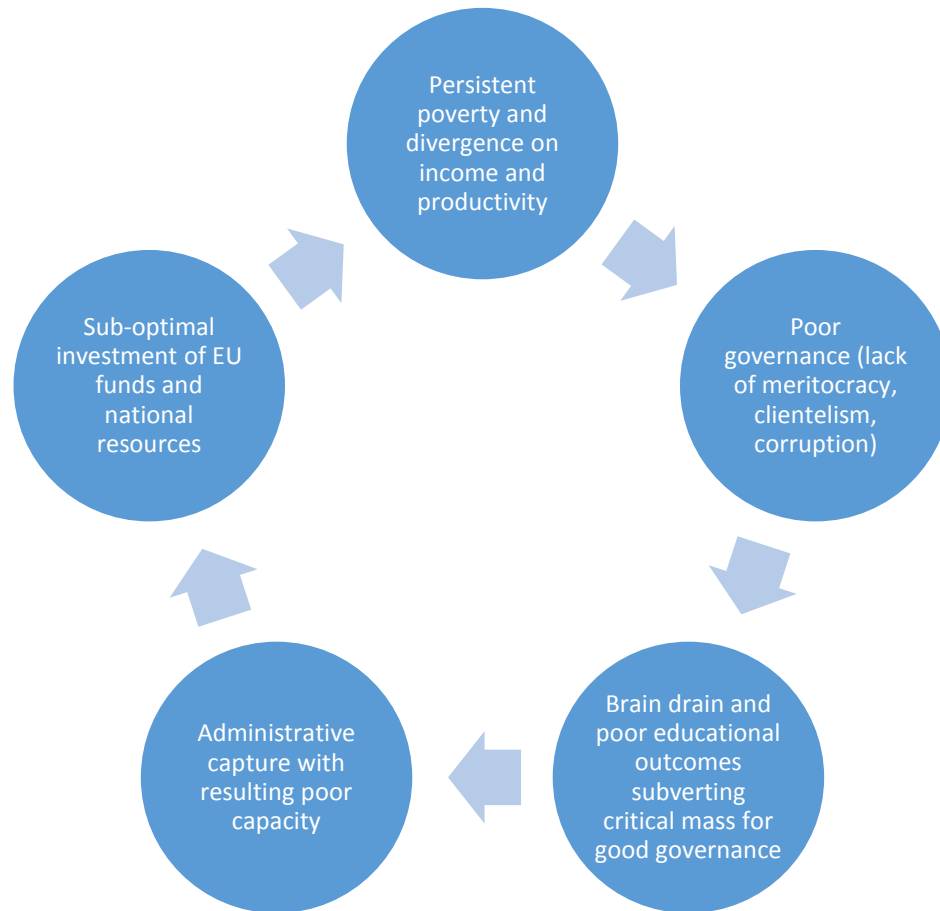 Persistent
poverty and
divergence on
income and
productivity
Poor
governance (lack
of meritocracy,
clientelism,
corruption)
Brain drain and
poor educational
outcomes
subverting
critical mass for
good governance
Administrative
capture with
resulting poor
capacity
Sub-optimal
investment of EU
funds and
national
resources